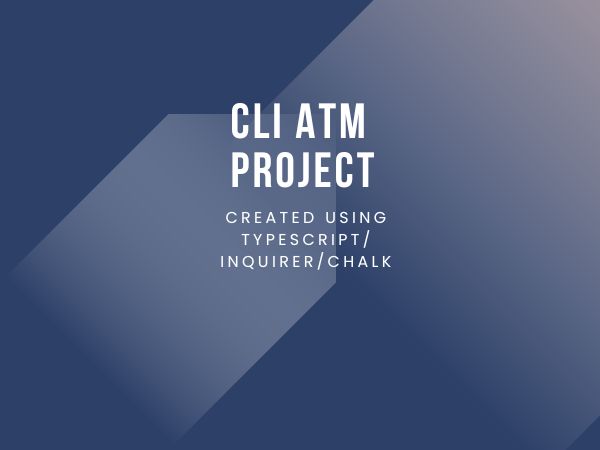 CLI ATM
PROJECT
CREATED USING
TYPESCRIPT/
INQUIRER/CHALK